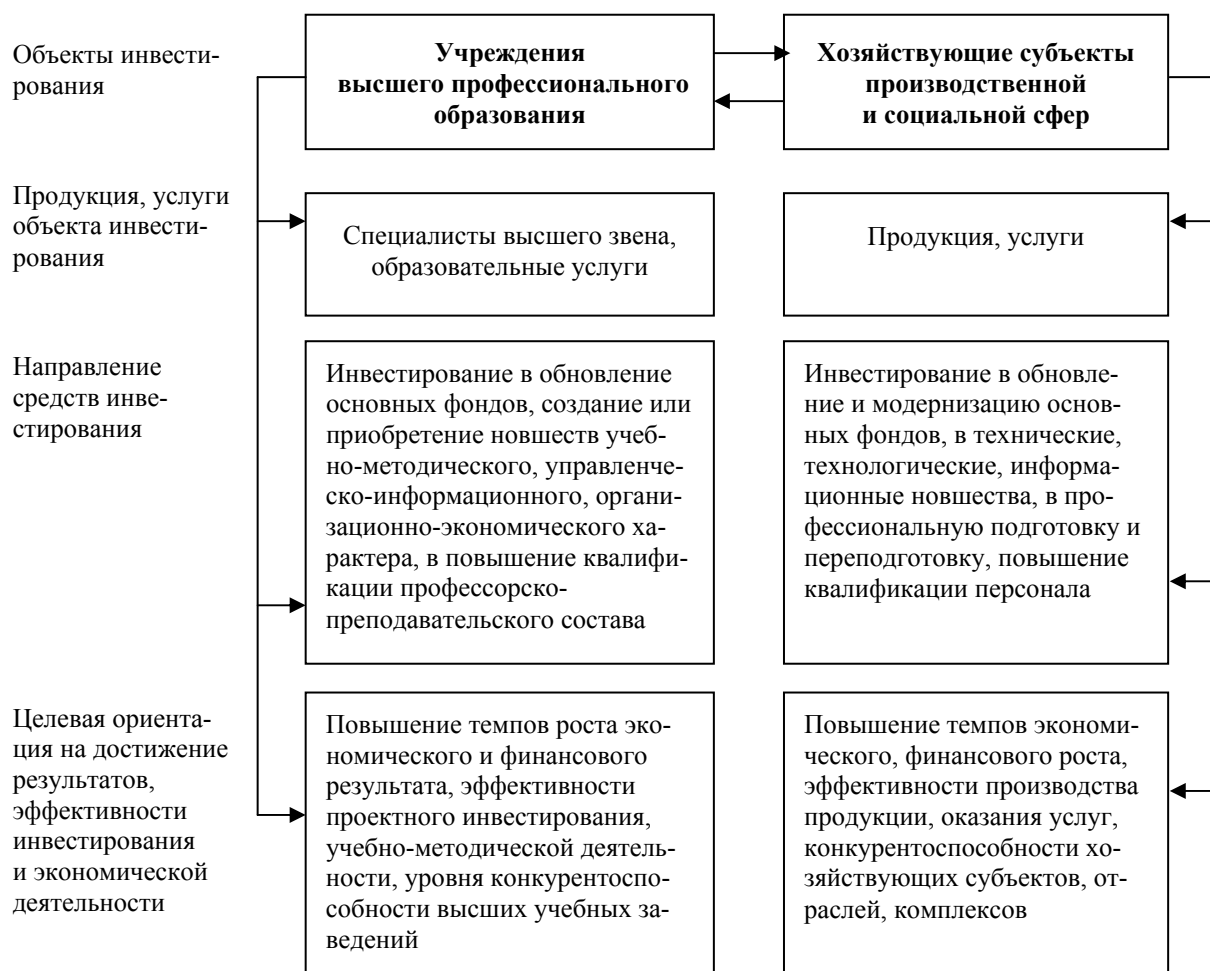 Объекты инвести-
рования
Учреждения
высшего профессионального
образования
Хозяйствующие субъекты
производственной
и социальной сфер
Продукция, услуги
объекта инвести-
рования
Специалисты высшего звена,
образовательные услуги
Продукция, услуги
Направление
средств инве-
стирования
Инвестирование в обновление
основных фондов, создание или
приобретение новшеств учеб-
но-методического, управленче-
ско-информационного, органи-
зационно-экономического ха-
рактера, в повышение квалифи-
кации профессорско-
преподавательского состава
Инвестирование в обновле-
ние и модернизацию основ-
ных фондов, в технические,
технологические, информа-
ционные новшества, в про-
фессиональную подготовку и
переподготовку, повышение
квалификации персонала
Целевая ориента-
ция на достижение
результатов,
эффективности
инвестирования
и экономической
деятельности
Повышение темпов роста эко-
номического и финансового
результата, эффективности
проектного инвестирования,
учебно-методической деятель-
ности, уровня конкурентоспо-
собности высших учебных за-
ведений
Повышение темпов экономи-
ческого, финансового роста,
эффективности производства
продукции, оказания услуг,
конкурентоспособности хо-
зяйствующих субъектов, от-
раслей, комплексов